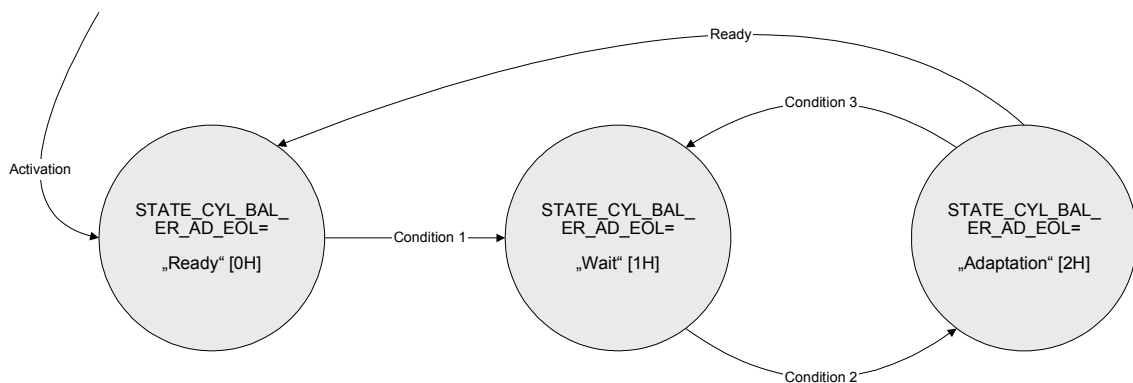 Ready
Condition 3
Activation
STATE_CYL_BAL_
ER_AD_EOL=
„Ready“ [0H]
Condition 1
STATE_CYL_BAL_
ER_AD_EOL=
„Wait“ [1H]
STATE_CYL_BAL_
ER_AD_EOL=
„Adaptation“ [2H]
Condition 2